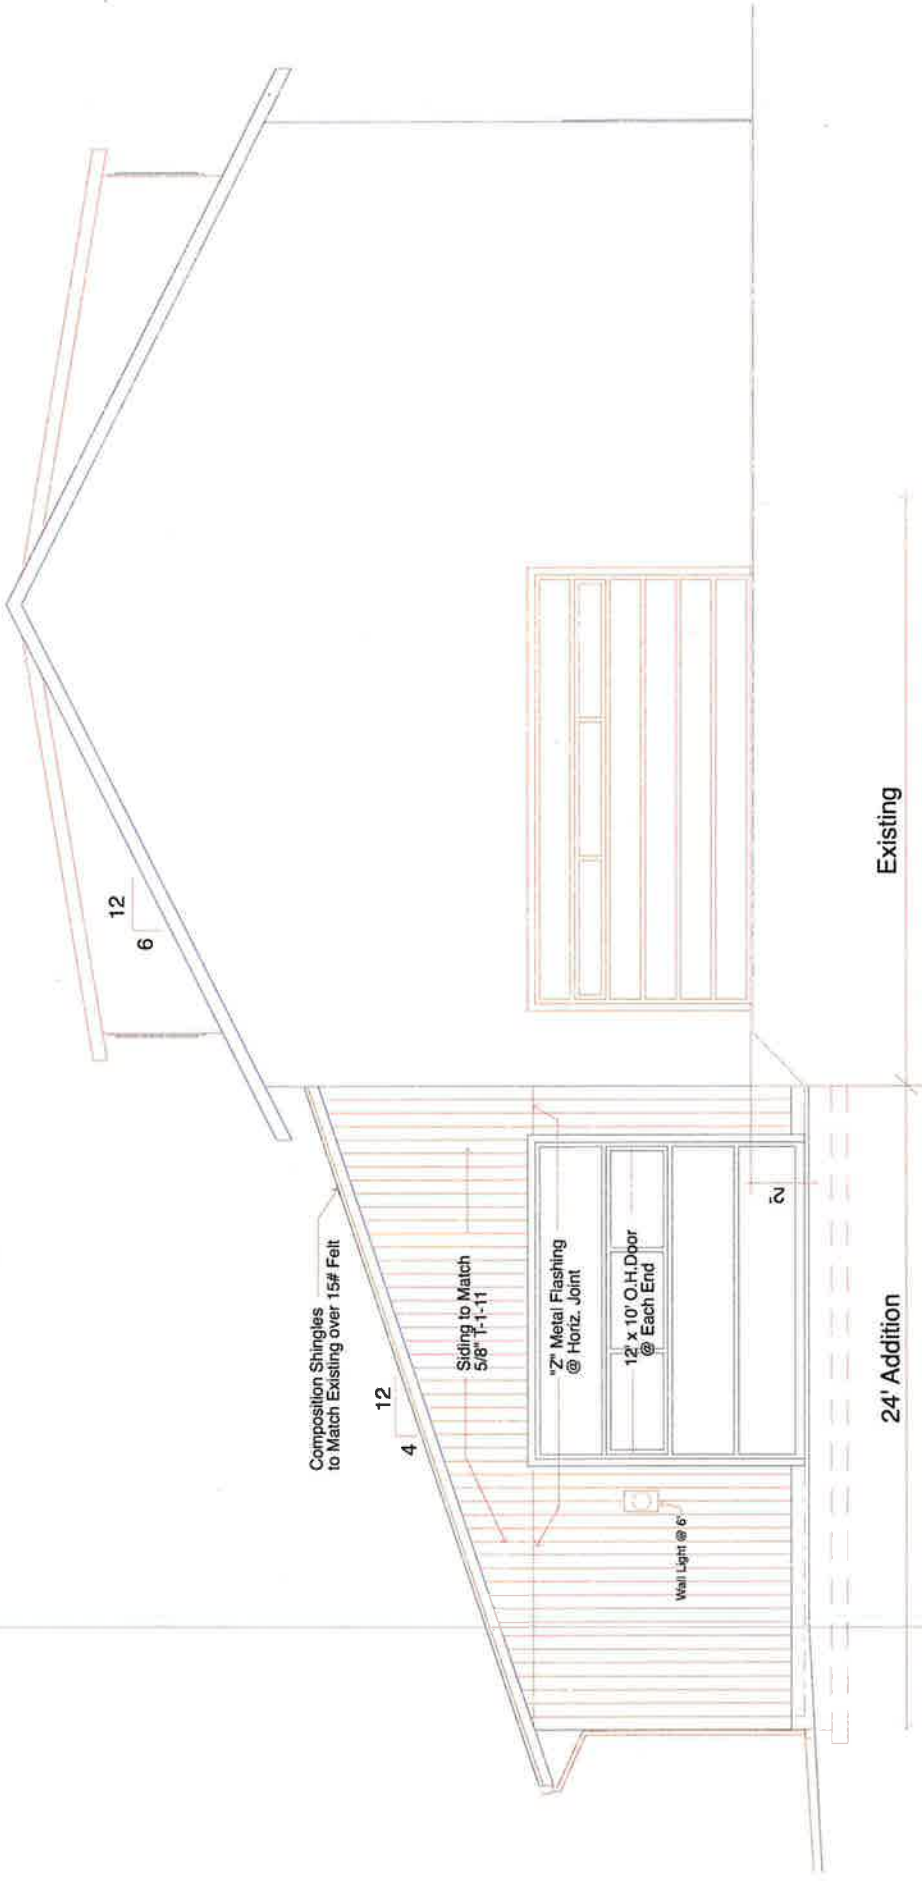 12
6
Composition Shingles
to Match Existing over 15# Felt
12
4
Siding to Match
5/8" T-1-11
"Z" Metal Flashing
@ Horiz. Joint
12' x 10' O.H.Door
@ Each End
Wall Light @ 6'
2'
24' Addition
Existing